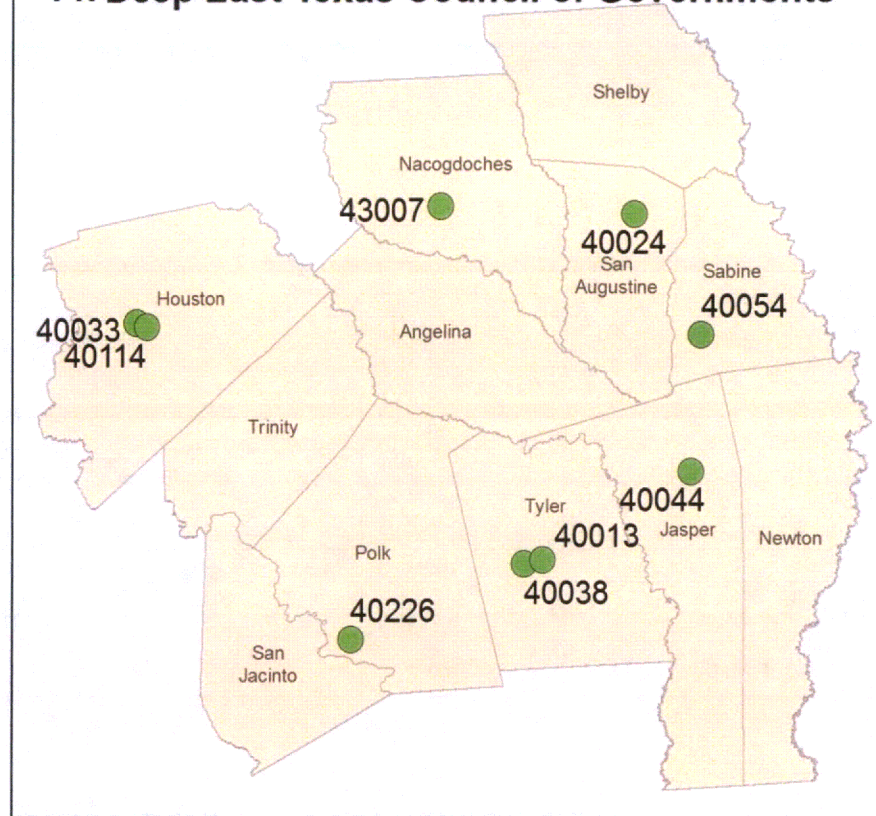 Deep East Texas Council of Governments
Shelby
Nacogdoches
43007
40024
San
Augustine
Sabine
40054
Houston
40033
40114
Angelina
Trinity
40044
Jasper
Tyler
40013
40038
Newton
Polk
40226
San
Jacinto